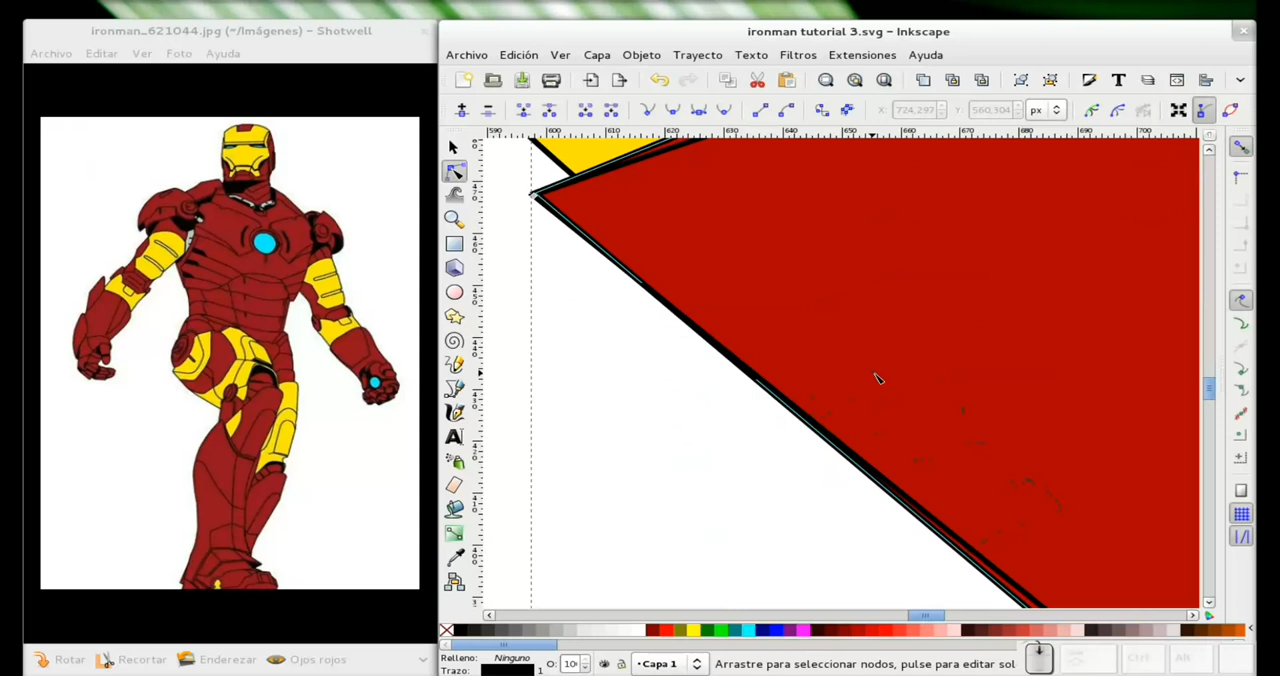 ironman_621044.jpg (~/Imágenes) – Shotwell
Archivo Editar Ver Foto Ayuda
Rotar Recortar Enderezar Ojos rojos
ironman tutorial 3.svg – Inkscape
Archivo Edición Ver Capa Objeto Trayecto Texto Filtros Extensiones Ayuda
X: 724,297 Y: 560,304 px
590 600 610 620 630 640 650 660 670 680 690 700
Relleno: Ninguno
Trazo: 1
O: 10
•Capa 1
Arrastre para seleccionar nodos, pulse para editar sol
Ctrl
Alt